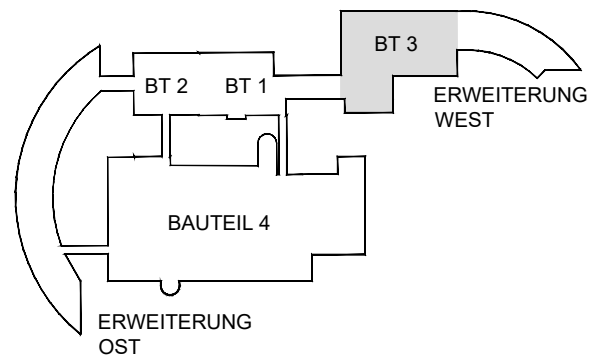 BT 3
BT 2
BT 1
ERWEITERUNG
WEST
BAUTEIL 4
ERWEITERUNG
OST